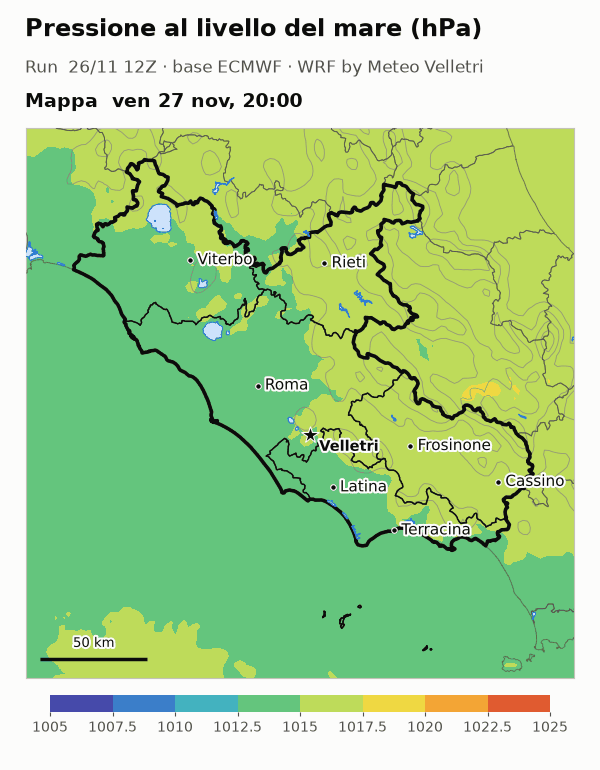 Pressione al livello del mare (hPa)
Run  26/11 12Z · base ECMWF · WRF by Meteo Velletri
Mappa  ven 27 nov, 20:00
Viterbo
Rieti
Roma
Velletri
Frosinone
Cassino
Latina
Terracina
50 km
1005 1007.5 1010 1012.5 1015 1017.5 1020 1022.5 1025